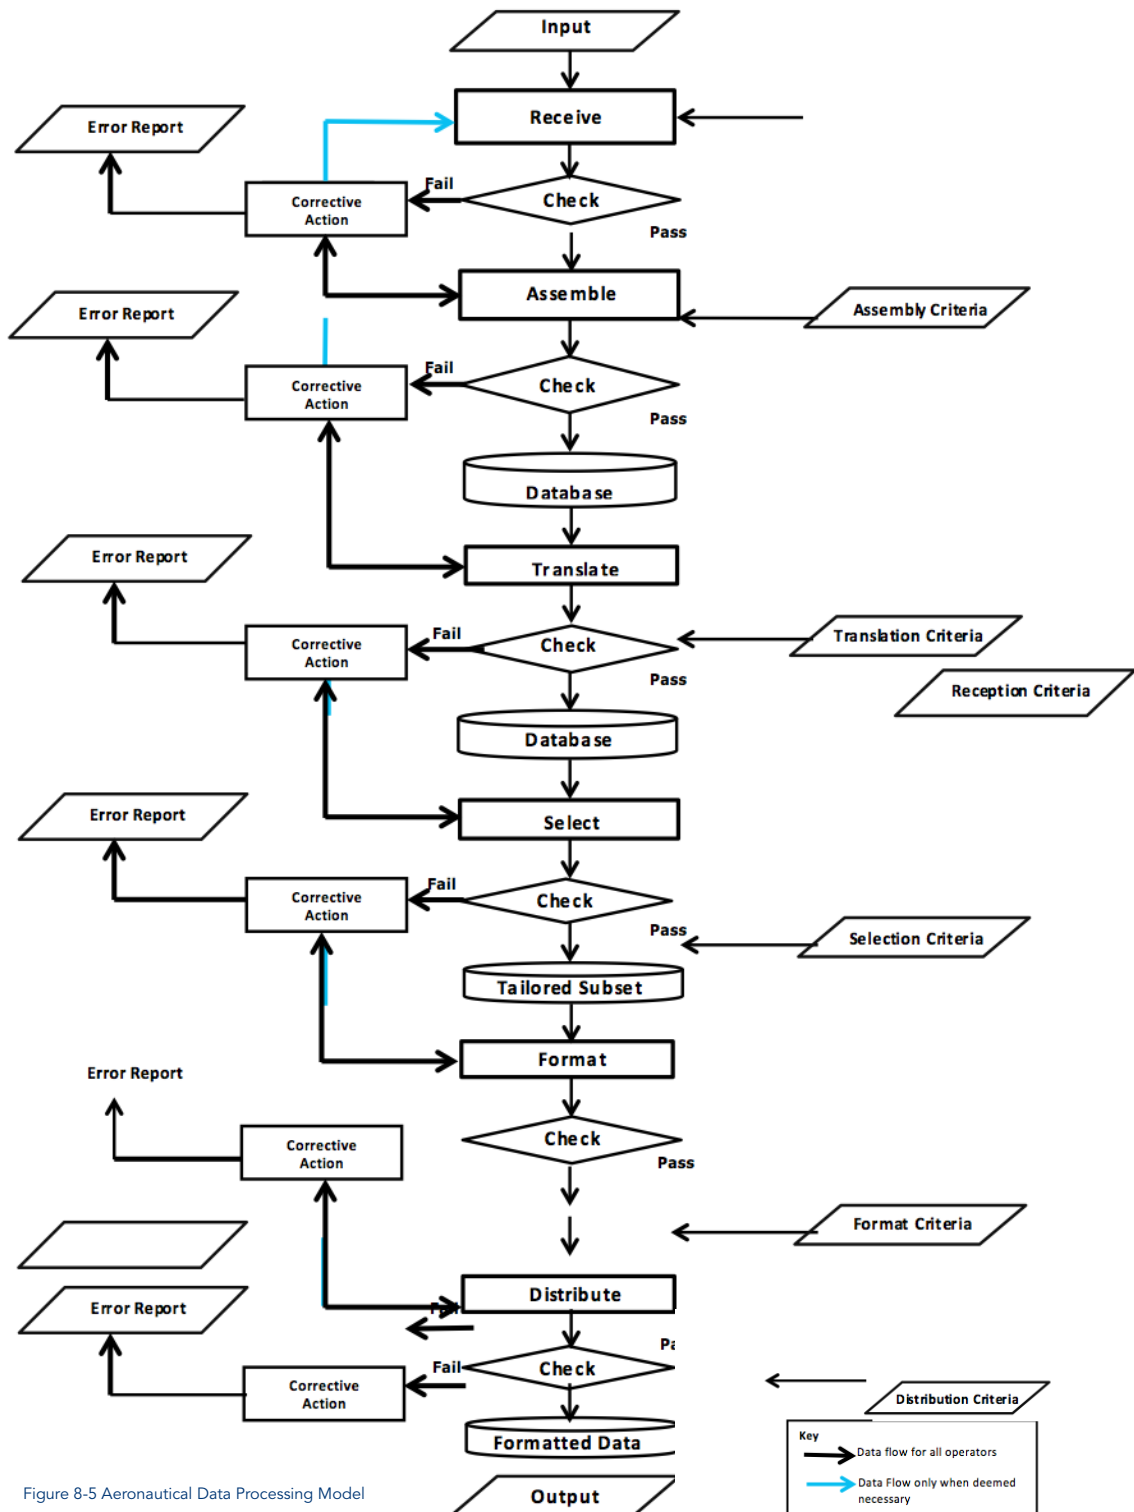 Input
Receive
Error Report
Fail
Check
Corrective
Action
Pass
Assemble
Assembly Criteria
Error Report
Fail
Check
Corrective
Action
Pass
Database
Translate
Error Report
Fail
Check
Translation Criteria
Corrective
Action
Pass
Reception Criteria
Database
Select
Error Report
Fail
Check
Corrective
Action
Pass
Selection Criteria
Tailored Subset
Format
Error Report
Check
Corrective
Action
Pass
Format Criteria
Distribute
Error Report
Fail
Check
Corrective
Action
Distribution Criteria
Formatted Data
Key
Data flow for all operators
Data Flow only when deemed
necessary
Figure 8-5 Aeronautical Data Processing Model
Output